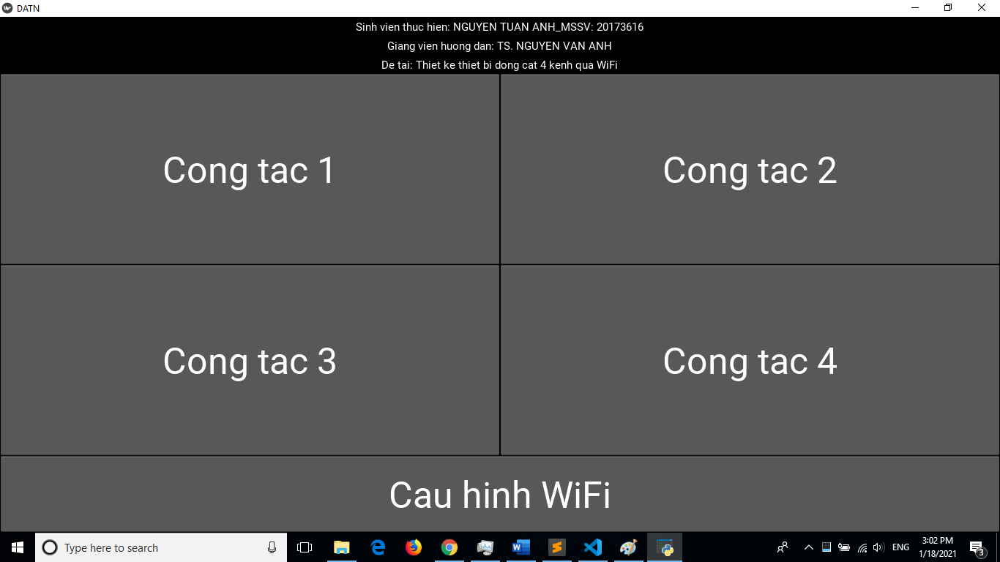 DATN
Sinh vien thuc hien: NGUYEN TUAN ANH_MSSV: 20173616
Giang vien huong dan: TS. NGUYEN VAN ANH
De tai: Thiet ke thiet bi dong cat 4 kenh qua WiFi
Cong tac 1
Cong tac 2
Cong tac 3
Cong tac 4
Cau hinh WiFi
Type here to search
ENG
3:02 PM
1/18/2021
3